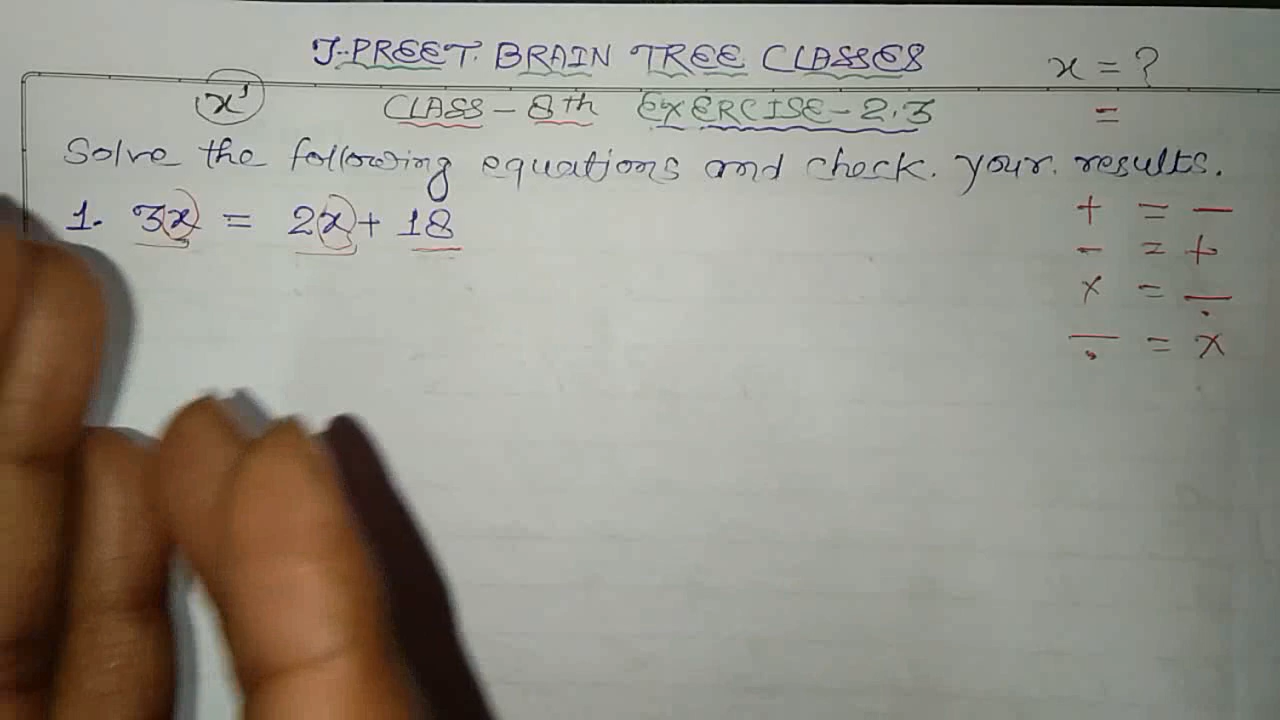 J.PREET. BRAIN TREE CLASSES
x = ?
x¹ CLASS - 8th EXERCISE - 2.3
=
Solve the following equations and check. your. results.
1. 3x = 2x + 18
+ = -
- = +
× = ÷
÷ = ×